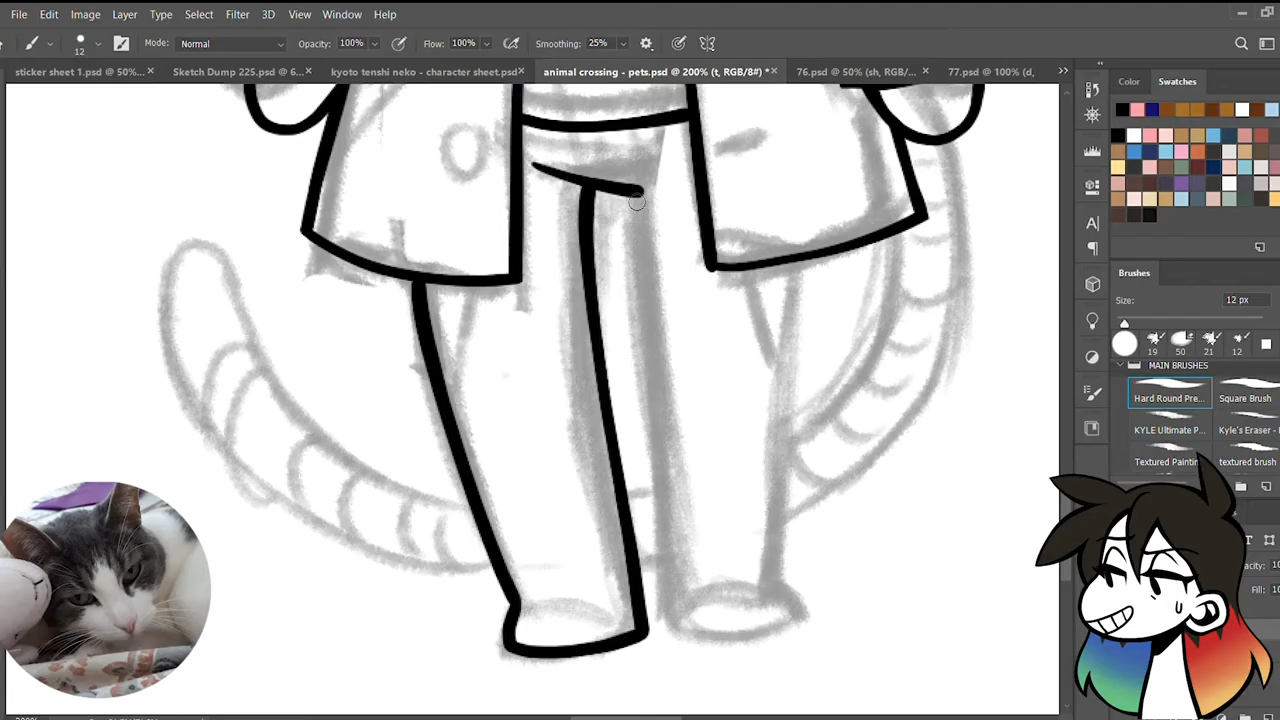 File Edit Image Layer Type Select Filter 3D View Window Help
12 Mode: Normal Opacity: 100% Flow: 100% Smoothing: 25%
sticker sheet 1.psd @ 50%... Sketch Dump 225.psd @ 6... kyoto tenshi neko - character sheet.psd animal crossing - pets.psd @ 200% (t, RGB/8#) * 76.psd @ 50% (sh, RGB/... 77.psd @ 100% (d,
Color Swatches
Brushes
Size: 12 px
19 50 21 12
MAIN BRUSHES
Hard Round Pre... Square Brush
KYLE Ultimate P... Kyle's Eraser -
Textured Paintin textured brush
Fill: